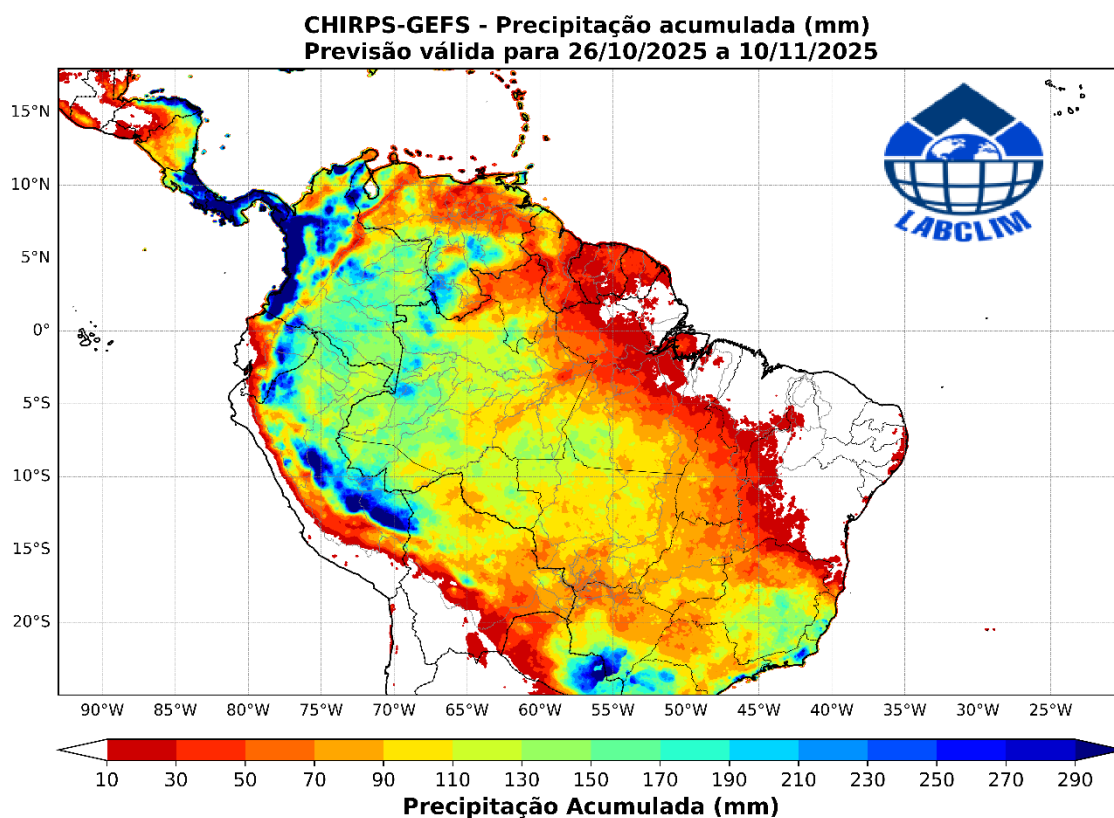 CHIRPS-GEFS - Precipitação acumulada (mm)
Previsão válida para 26/10/2025 a 10/11/2025
15°N
10°N
5°N
0°
5°S
10°S
15°S
20°S
LABCLIM
90°W 85°W 80°W 75°W 70°W 65°W 60°W 55°W 50°W 45°W 40°W 35°W 30°W 25°W
10 30 50 70 90 110 130 150 170 190 210 230 250 270 290
Precipitação Acumulada (mm)